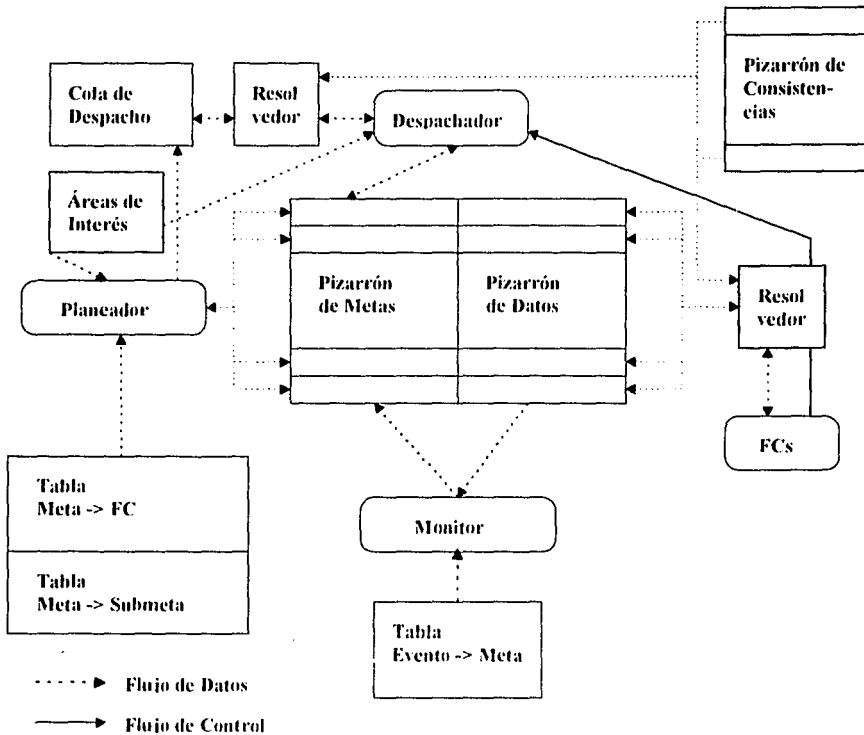 Pizarrón de
Consisten-
cias
Cola de
Despacho
Resol
vedor
Despachador
Áreas de
Interés
Pizarrón
de Metas
Pizarrón
de Datos
Planeador
Resol
vedor
FCs
Tabla
Meta -> FC
Tabla
Meta -> Submeta
Monitor
Tabla
Evento -> Meta
Flujo de Datos
Flujo de Control